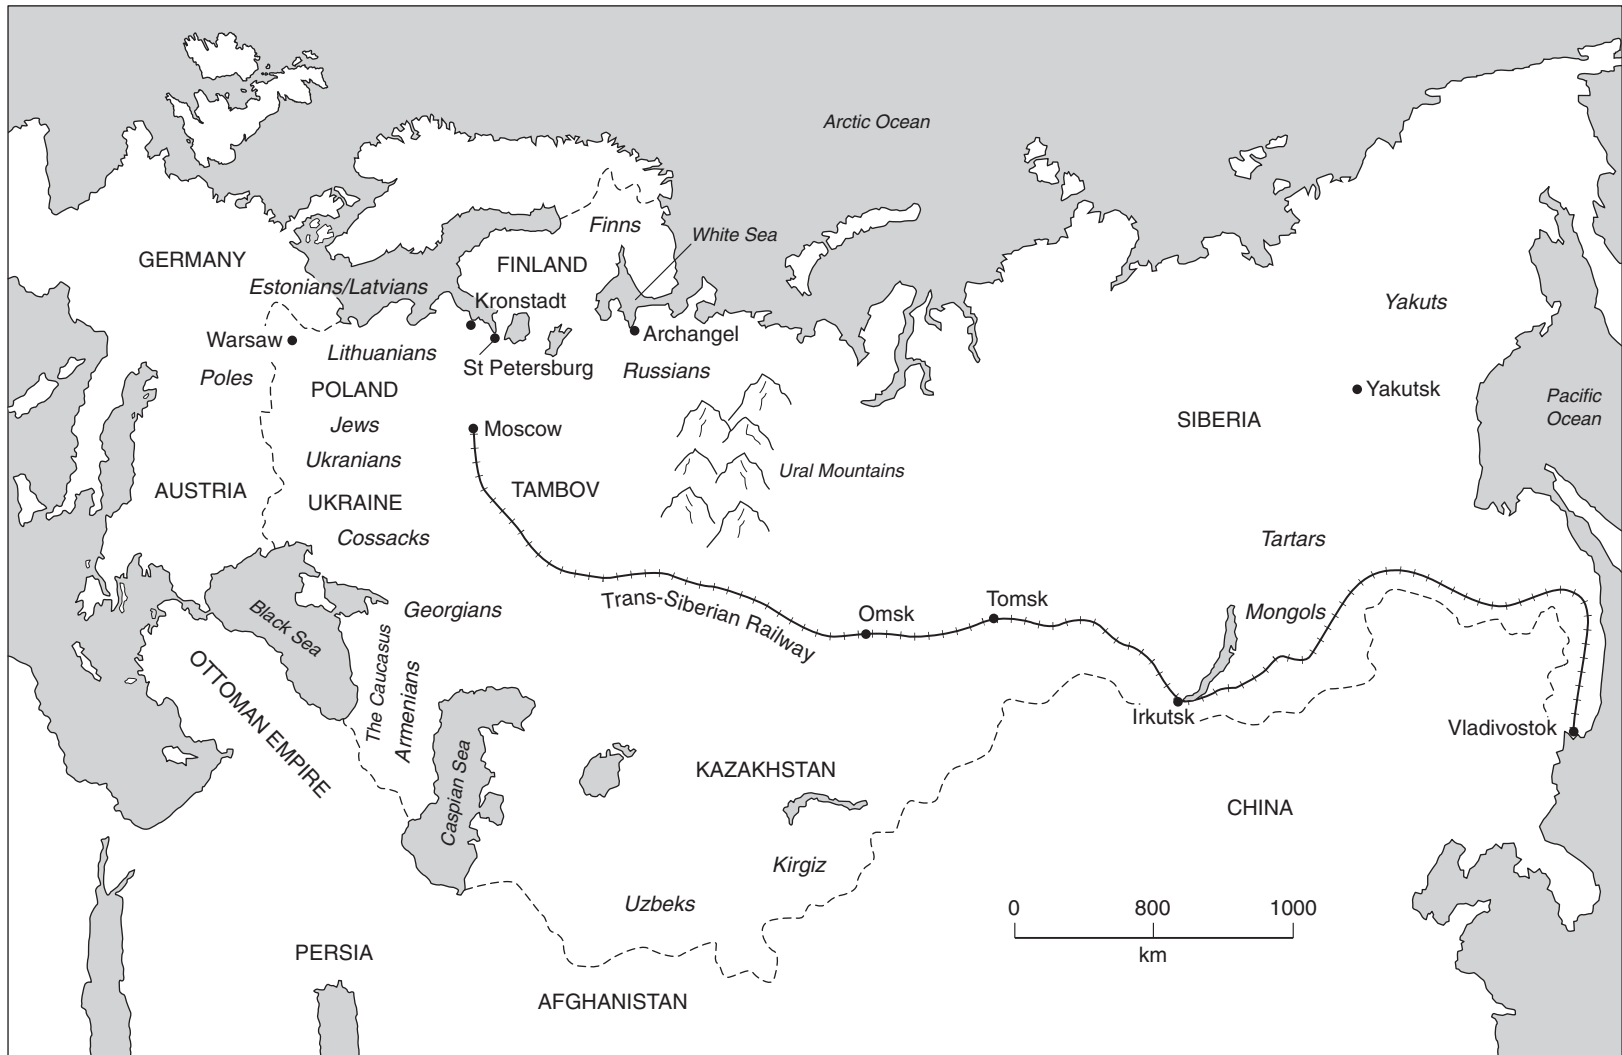 Arctic Ocean
Finns
White Sea
GERMANY
FINLAND
Estonians/Latvians
Kronstadt
Yakuts
Warsaw
Archangel
Lithuanians
St Petersburg
Russians
Poles
POLAND
Yakutsk
Pacific
Ocean
Jews
Moscow
SIBERIA
Ukranians
Ural Mountains
AUSTRIA
TAMBOV
UKRAINE
Cossacks
Tartars
Georgians
Black Sea
Trans-Siberian Railway
Omsk
Tomsk
Mongols
OTTOMAN EMPIRE
The Caucasus
Armenians
Irkutsk
Vladivostok
Caspian Sea
KAZAKHSTAN
CHINA
Kirgiz
Uzbeks
0 800 1000
km
PERSIA
AFGHANISTAN